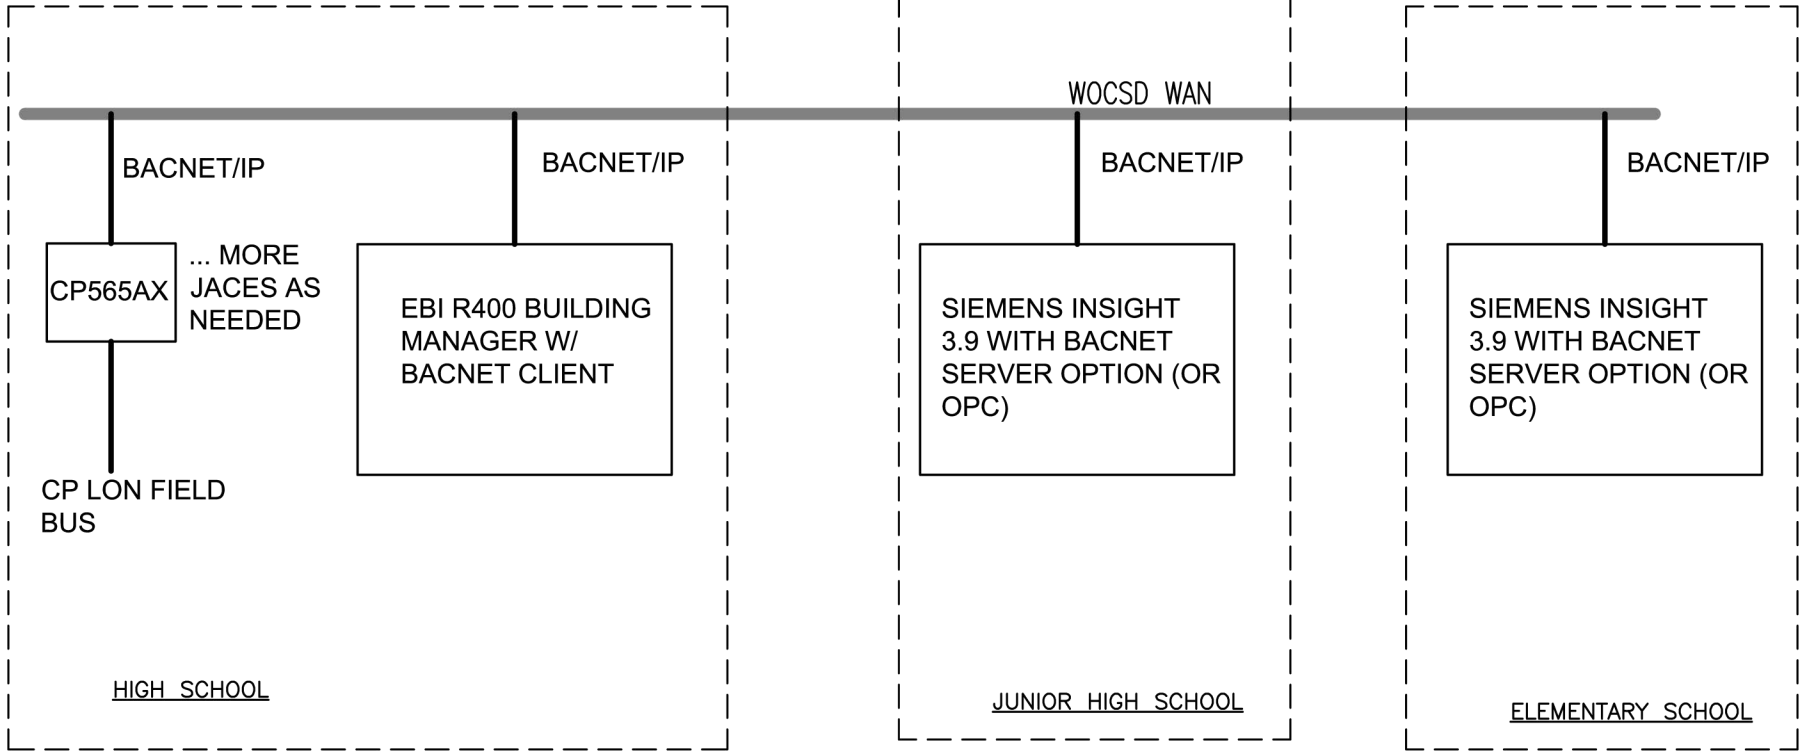 WOCSD WAN
BACNET/IP
BACNET/IP
BACNET/IP
BACNET/IP
CP565AX
... MORE
JACES AS
NEEDED
EBI R400 BUILDING
MANAGER W/
BACNET CLIENT
SIEMENS INSIGHT
3.9 WITH BACNET
SERVER OPTION (OR
OPC)
SIEMENS INSIGHT
3.9 WITH BACNET
SERVER OPTION (OR
OPC)
CP LON FIELD
BUS
HIGH SCHOOL
JUNIOR HIGH SCHOOL
ELEMENTARY SCHOOL